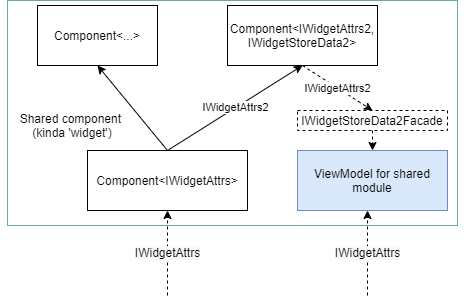 Component<...>
Component<IWidgetAttrs2,
IWidgetStoreData2>
IWidgetAttrs2
IWidgetAttrs2
Shared component
(kinda 'widget')
IWidgetStoreData2Facade
Component<IWidgetAttrs>
ViewModel for shared
module
IWidgetAttrs
IWidgetAttrs